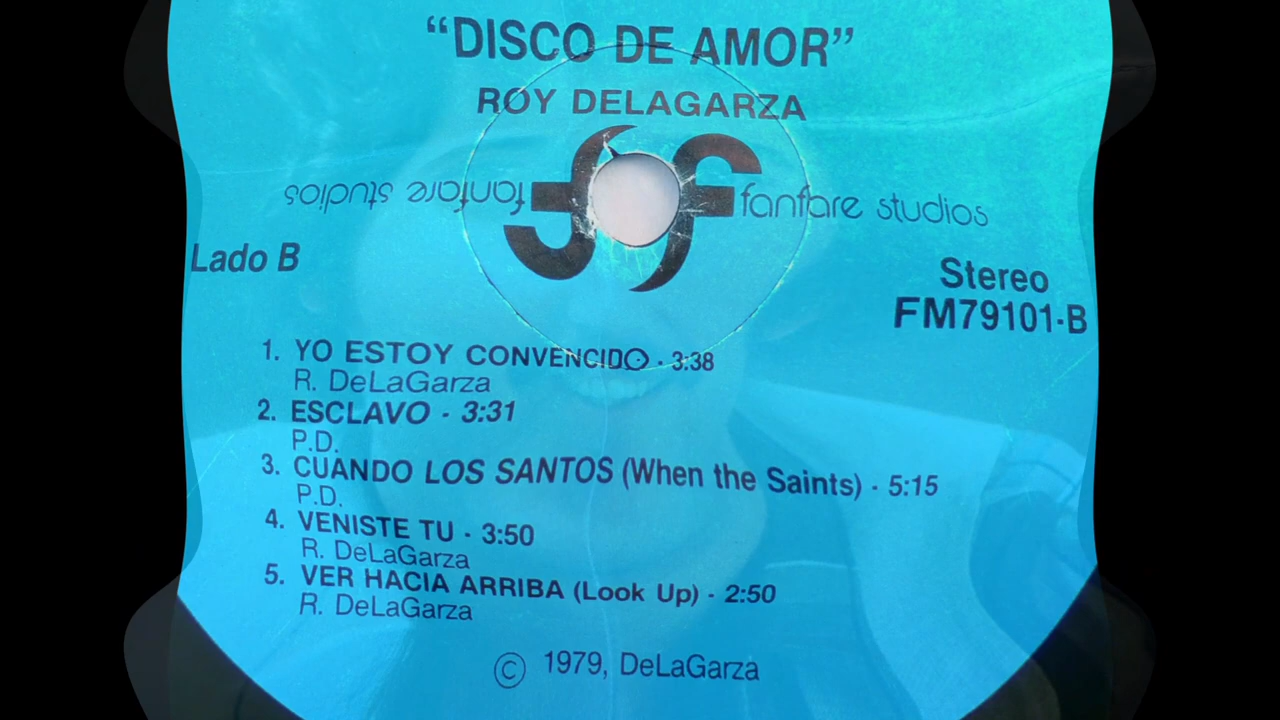 “DISCO DE AMOR”
ROY DELAGARZA
fanfare studios
fanfare studios
Lado B
Stereo
FM79101-B
1. YO ESTOY CONVENCIDO - 3:38
R. DeLaGarza
2. ESCLAVO - 3:31
P.D.
3. CUANDO LOS SANTOS (When the Saints) - 5:15
P.D.
4. VENISTE TU - 3:50
R. DeLaGarza
5. VER HACIA ARRIBA (Look Up) - 2:50
R. DeLaGarza
© 1979, DeLaGarza